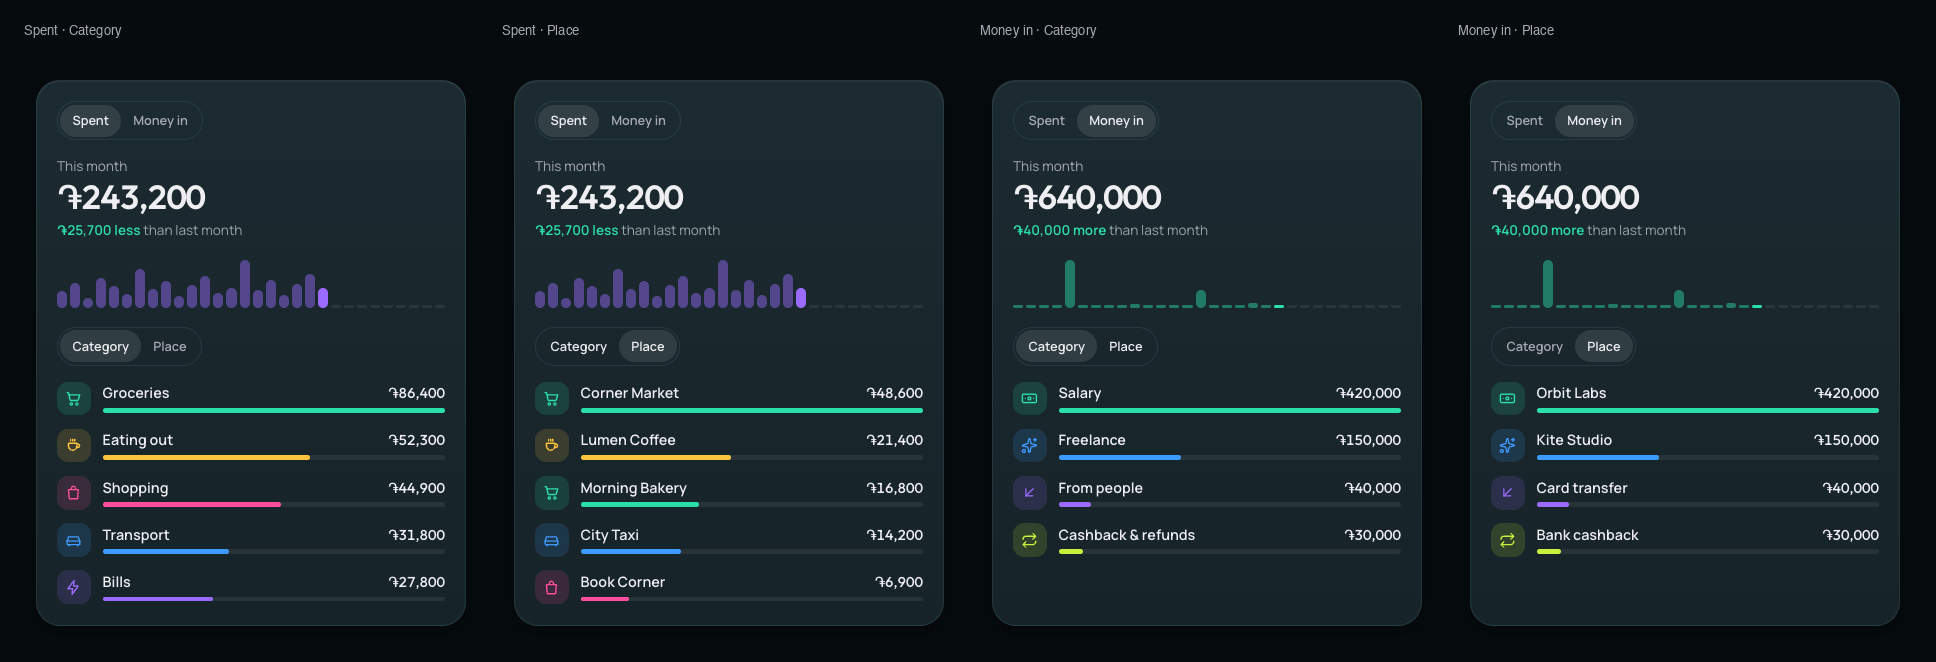 Spent · Category
Spent
Money in
This month
֏243,200
֏25,700 less than last month
Category
Place
Groceries
֏86,400
Eating out
֏52,300
Shopping
֏44,900
Transport
֏31,800
Bills
֏27,800
Spent · Place
Spent
Money in
This month
֏243,200
֏25,700 less than last month
Category
Place
Corner Market
֏48,600
Lumen Coffee
֏21,400
Morning Bakery
֏16,800
City Taxi
֏14,200
Book Corner
֏6,900
Money in · Category
Spent
Money in
This month
֏640,000
֏40,000 more than last month
Category
Place
Salary
֏420,000
Freelance
֏150,000
From people
֏40,000
Cashback & refunds
֏30,000
Money in · Place
Spent
Money in
This month
֏640,000
֏40,000 more than last month
Category
Place
Orbit Labs
֏420,000
Kite Studio
֏150,000
Card transfer
֏40,000
Bank cashback
֏30,000